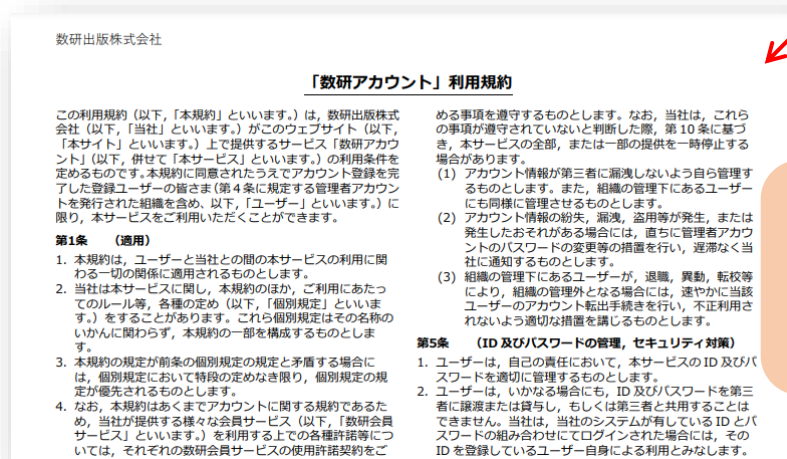 数研出版株式会社
「数研アカウント」利用規約
この利用規約（以下，「本規約」といいます。）は，数研出版株式
会社（以下，「当社」といいます。）がこのウェブサイト（以下，
「本サイト」といいます。）上で提供するサービス「数研アカウ
ント」（以下，併せて「本サービス」といいます。）の利用条件を
定めるものです。本規約に同意されたうえでアカウント登録を完
了した登録ユーザーの皆さま（第４条に規定する管理者アカウン
トを発行された組織を含め、以下，「ユーザー」といいます。）に
限り，本サービスをご利用いただくことができます。
第1条　（適用）
1. 本規約は，ユーザーと当社との間の本サービスの利用に関
わる一切の関係に適用されるものとします。
2. 当社は本サービスに関し，本規約のほか，ご利用にあたっ
てのルール等，各種の定め（以下，「個別規定」といいま
す。）をすることがあります。これら個別規定はその名称の
いかんに関わらず，本規約の一部を構成するものとしま
す。
3. 本規約の規定が前条の個別規定の規定と矛盾する場合に
は，個別規定において特段の定めなき限り，個別規定の規
定が優先されるものとします。
4. なお，本規約はあくまでアカウントに関する規約であるた
め，当社が提供する様々な会員サービス（以下，「数研会員
サービス」といいます。）を利用する上での各種許諾等につ
いては，それぞれの数研会員サービスの使用許諾契約をご
める事項を遵守するものとします。なお，当社は，これら
の事項が遵守されていないと判断した際，第 10 条に基づ
き，本サービスの全部，または一部の提供を一時停止する
場合があります。
(1) アカウント情報が第三者に漏洩しないよう自ら管理す
るものとします。また，組織の管理下にあるユーザー
にも同様に管理させるものとします。
(2) アカウント情報の紛失，漏洩，盗用等が発生，または
発生したおそれがある場合には，直ちに管理者アカウ
ントのパスワードの変更等の措置を行い，遅滞なく当
社に通知するものとします。
(3) 組織の管理下にあるユーザーが，退職，異動，転校等
により，組織の管理外となる場合には，速やかに当該
ユーザーのアカウント転出手続きを行い，不正利用さ
れないよう適切な措置を講じるものとします。
第5条　（ID 及びパスワードの管理，セキュリティ対策）
1. ユーザーは，自己の責任において，本サービスの ID 及びパ
スワードを適切に管理するものとします。
2. ユーザーは，いかなる場合にも，ID 及びパスワードを第三
者に譲渡または貸与し，もしくは第三者と共用することは
できません。当社は，当社のシステムが有している ID とパ
スワードの組み合わせにてログインされた場合には，その
ID を登録しているユーザー自身による利用とみなします。